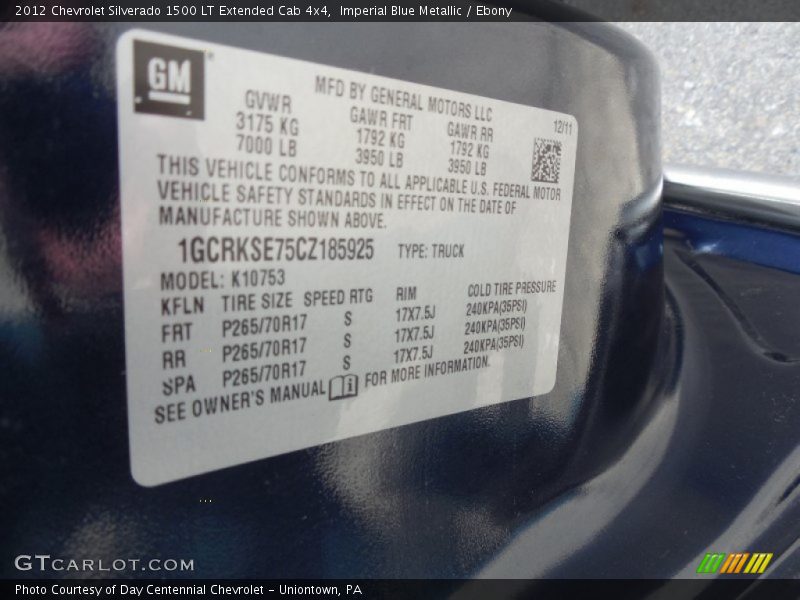 2012 Chevrolet Silverado 1500 LT Extended Cab 4x4, Imperial Blue Metallic / Ebony
GM
MFD BY GENERAL MOTORS LLC
GVWR GAWR FRT GAWR RR 12/11
3175 KG 1792 KG 1792 KG
7000 LB 3950 LB 3950 LB
THIS VEHICLE CONFORMS TO ALL APPLICABLE U.S. FEDERAL MOTOR
VEHICLE SAFETY STANDARDS IN EFFECT ON THE DATE OF
MANUFACTURE SHOWN ABOVE.
1GCRKSE75CZ185925 TYPE: TRUCK
MODEL: K10753
KFLN TIRE SIZE SPEED RTG RIM COLD TIRE PRESSURE
FRT P265/70R17 S 17X7.5J 240KPA(35PSI)
RR P265/70R17 S 17X7.5J 240KPA(35PSI)
SPA P265/70R17 S 17X7.5J 240KPA(35PSI)
SEE OWNER'S MANUAL FOR MORE INFORMATION.
GTCARLOT.COM
Photo Courtesy of Day Centennial Chevrolet - Uniontown, PA